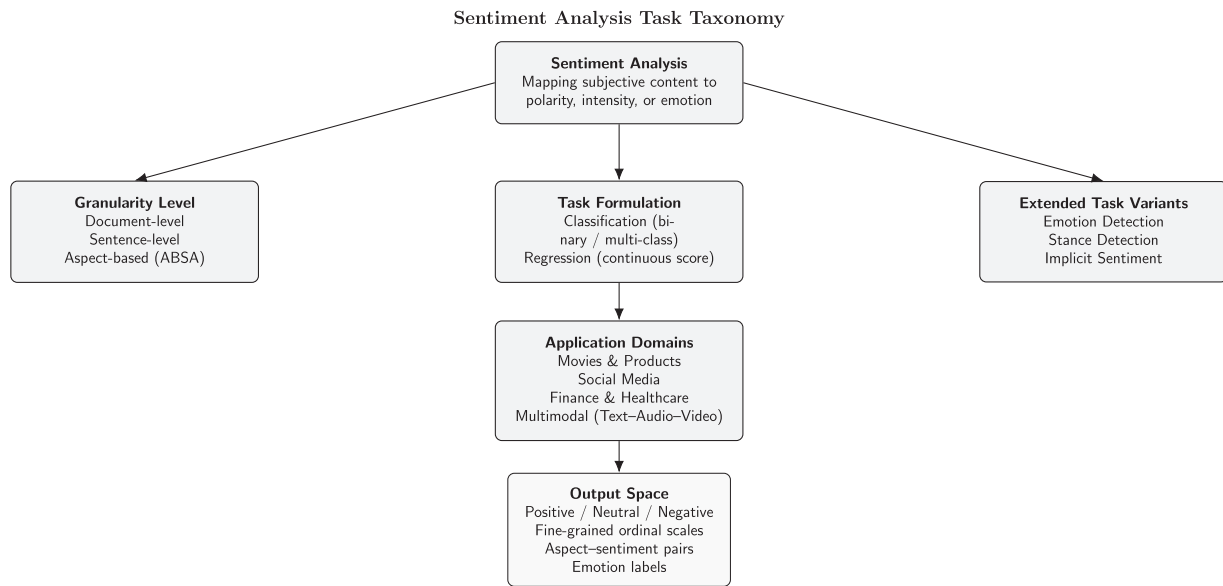 Sentiment Analysis Task Taxonomy
Sentiment Analysis
Mapping subjective content to
polarity, intensity, or emotion
Granularity Level
Document-level
Sentence-level
Aspect-based (ABSA)
Task Formulation
Classification (bi-
nary / multi-class)
Regression (continuous score)
Extended Task Variants
Emotion Detection
Stance Detection
Implicit Sentiment
Application Domains
Movies & Products
Social Media
Finance & Healthcare
Multimodal (Text–Audio–Video)
Output Space
Positive / Neutral / Negative
Fine-grained ordinal scales
Aspect–sentiment pairs
Emotion labels